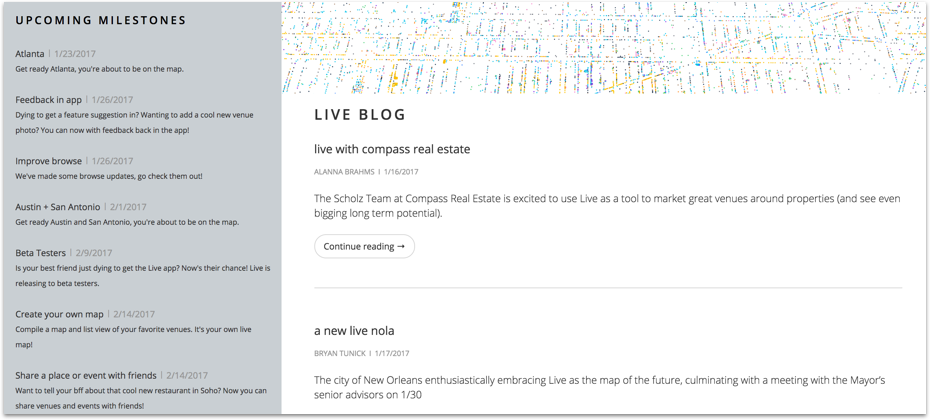 UPCOMING MILESTONES
Atlanta | 1/23/2017
Get ready Atlanta, you're about to be on the map.
Feedback in app | 1/26/2017
Dying to get a feature suggestion in? Wanting to add a cool new venue
photo? You can now with feedback back in the app!
Improve browse | 1/26/2017
We've made some browse updates, go check them out!
Austin + San Antonio | 2/1/2017
Get ready Austin and San Antonio, you're about to be on the map.
Beta Testers | 2/9/2017
Is your best friend just dying to get the Live app? Now's their chance! Live is
releasing to beta testers.
Create your own map | 2/14/2017
Compile a map and list view of your favorite venues. It's your own live
map!
Share a place or event with friends | 2/14/2017
Want to tell your bff about that cool new restaurant in Soho? Now you can
share venues and events with friends!
LIVE BLOG
live with compass real estate
ALANNA BRAHMS | 1/16/2017
The Scholz Team at Compass Real Estate is excited to use Live as a tool to market great venues around properties (and see even
bigging long term potential).
Continue reading →
a new live nola
BRYAN TUNICK | 1/17/2017
The city of New Orleans enthusiastically embracing Live as the map of the future, culminating with a meeting with the Mayor's
senior advisors on 1/30